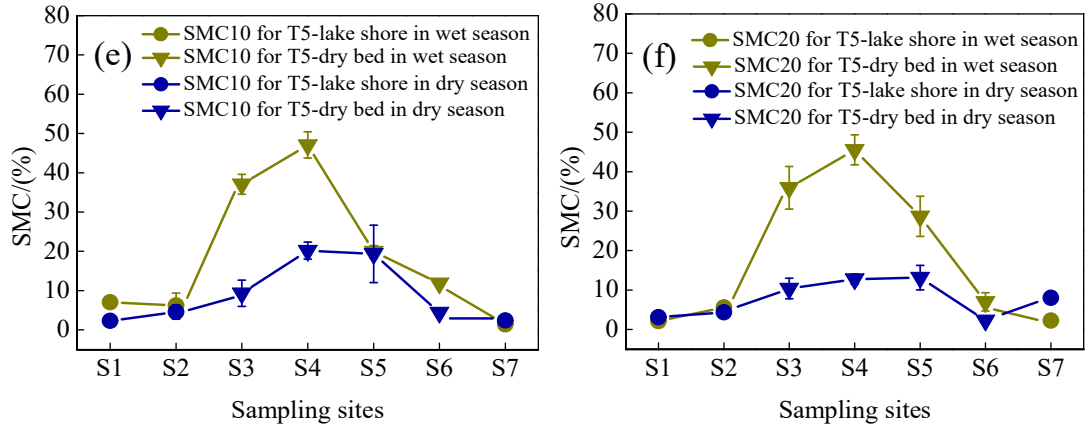 80
70
60
50
40
30
20
10
0
SMC/(%)
(e)
SMC10 for T5-lake shore in wet season
SMC10 for T5-dry bed in wet season
SMC10 for T5-lake shore in dry season
SMC10 for T5-dry bed in dry season
S1 S2 S3 S4 S5 S6 S7
Sampling sites
80
70
60
50
40
30
20
10
0
SMC/(%)
(f)
SMC20 for T5-lake shore in wet season
SMC20 for T5-dry bed in wet season
SMC20 for T5-lake shore in dry season
SMC20 for T5-dry bed in dry season
S1 S2 S3 S4 S5 S6 S7
Sampling sites